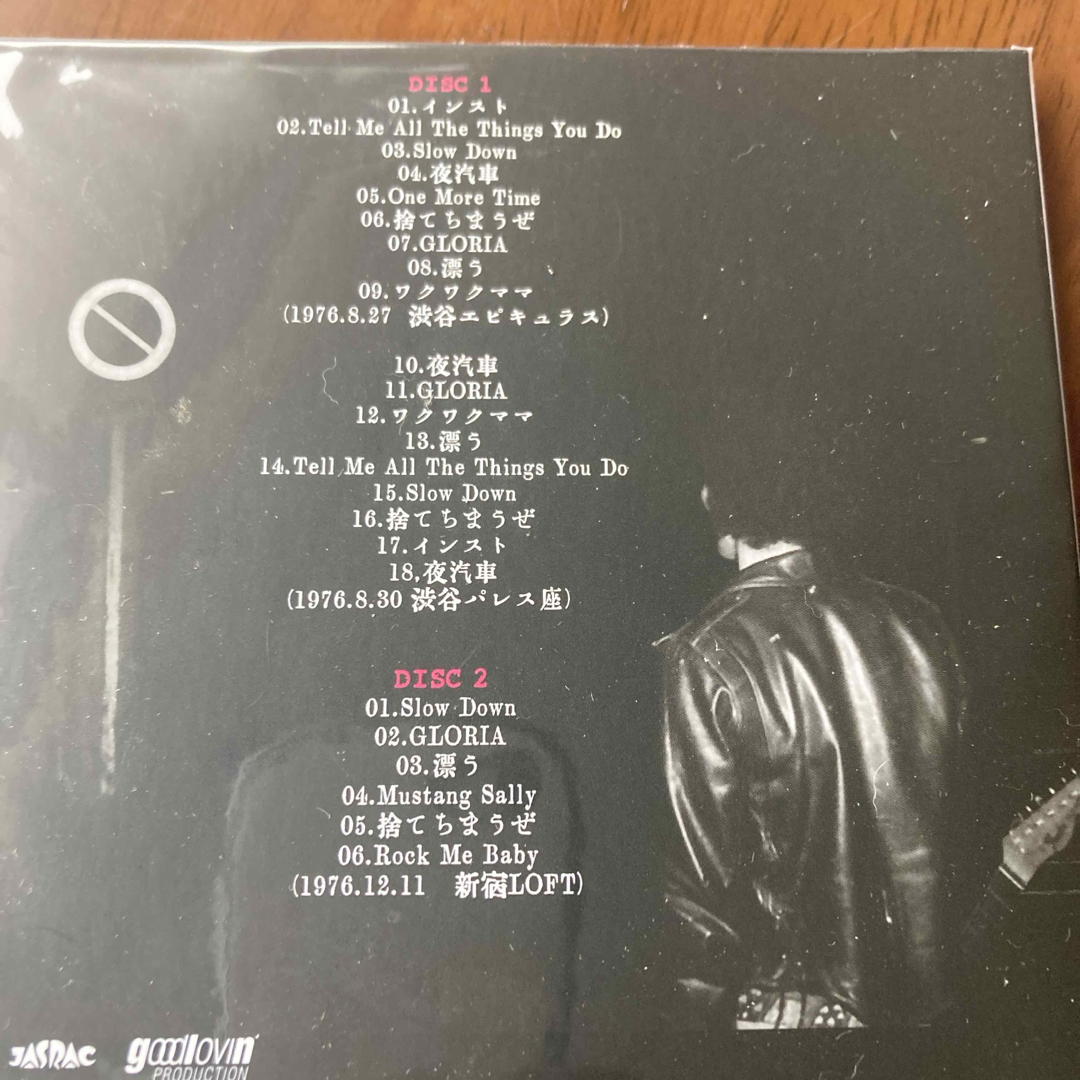 DISC 1
01.インスト
02.Tell Me All The Things You Do
03.Slow Down
04.夜汽車
05.One More Time
06.捨てちまうぜ
07.GLORIA
08.漂う
09.ワクワクママ
(1976.8.27 渋谷エピキュラス)
10.夜汽車
11.GLORIA
12.ワクワクママ
13.漂う
14.Tell Me All The Things You Do
15.Slow Down
16.捨てちまうぜ
17.インスト
18,夜汽車
(1976.8.30 渋谷パレス座)
DISC 2
01.Slow Down
02.GLORIA
03.漂う
04.Mustang Sally
05.捨てちまうぜ
06.Rock Me Baby
(1976.12.11 新宿LOFT)
JASRAC
goodlovin'
PRODUCTION